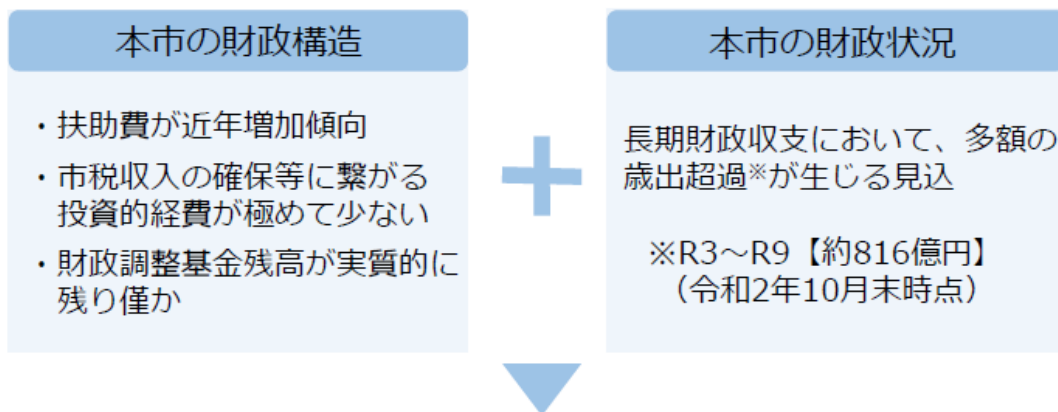 本市の財政構造
・扶助費が近年増加傾向
・市税収入の確保等に繋がる
投資的経費が極めて少ない
・財政調整基金残高が実質的に
残り僅か
本市の財政状況
長期財政収支において、多額の
歳出超過※が生じる見込
※R3～R9【約816億円】
（令和2年10月末時点）